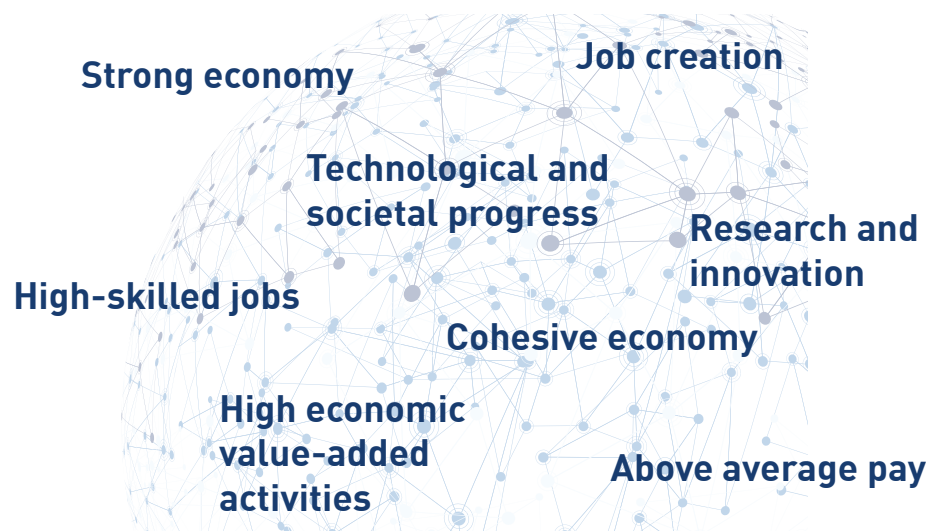 Job creation
Strong economy
Technological and
societal progress
Research and
innovation
High-skilled jobs
Cohesive economy
High economic
value-added
activities
Above average pay